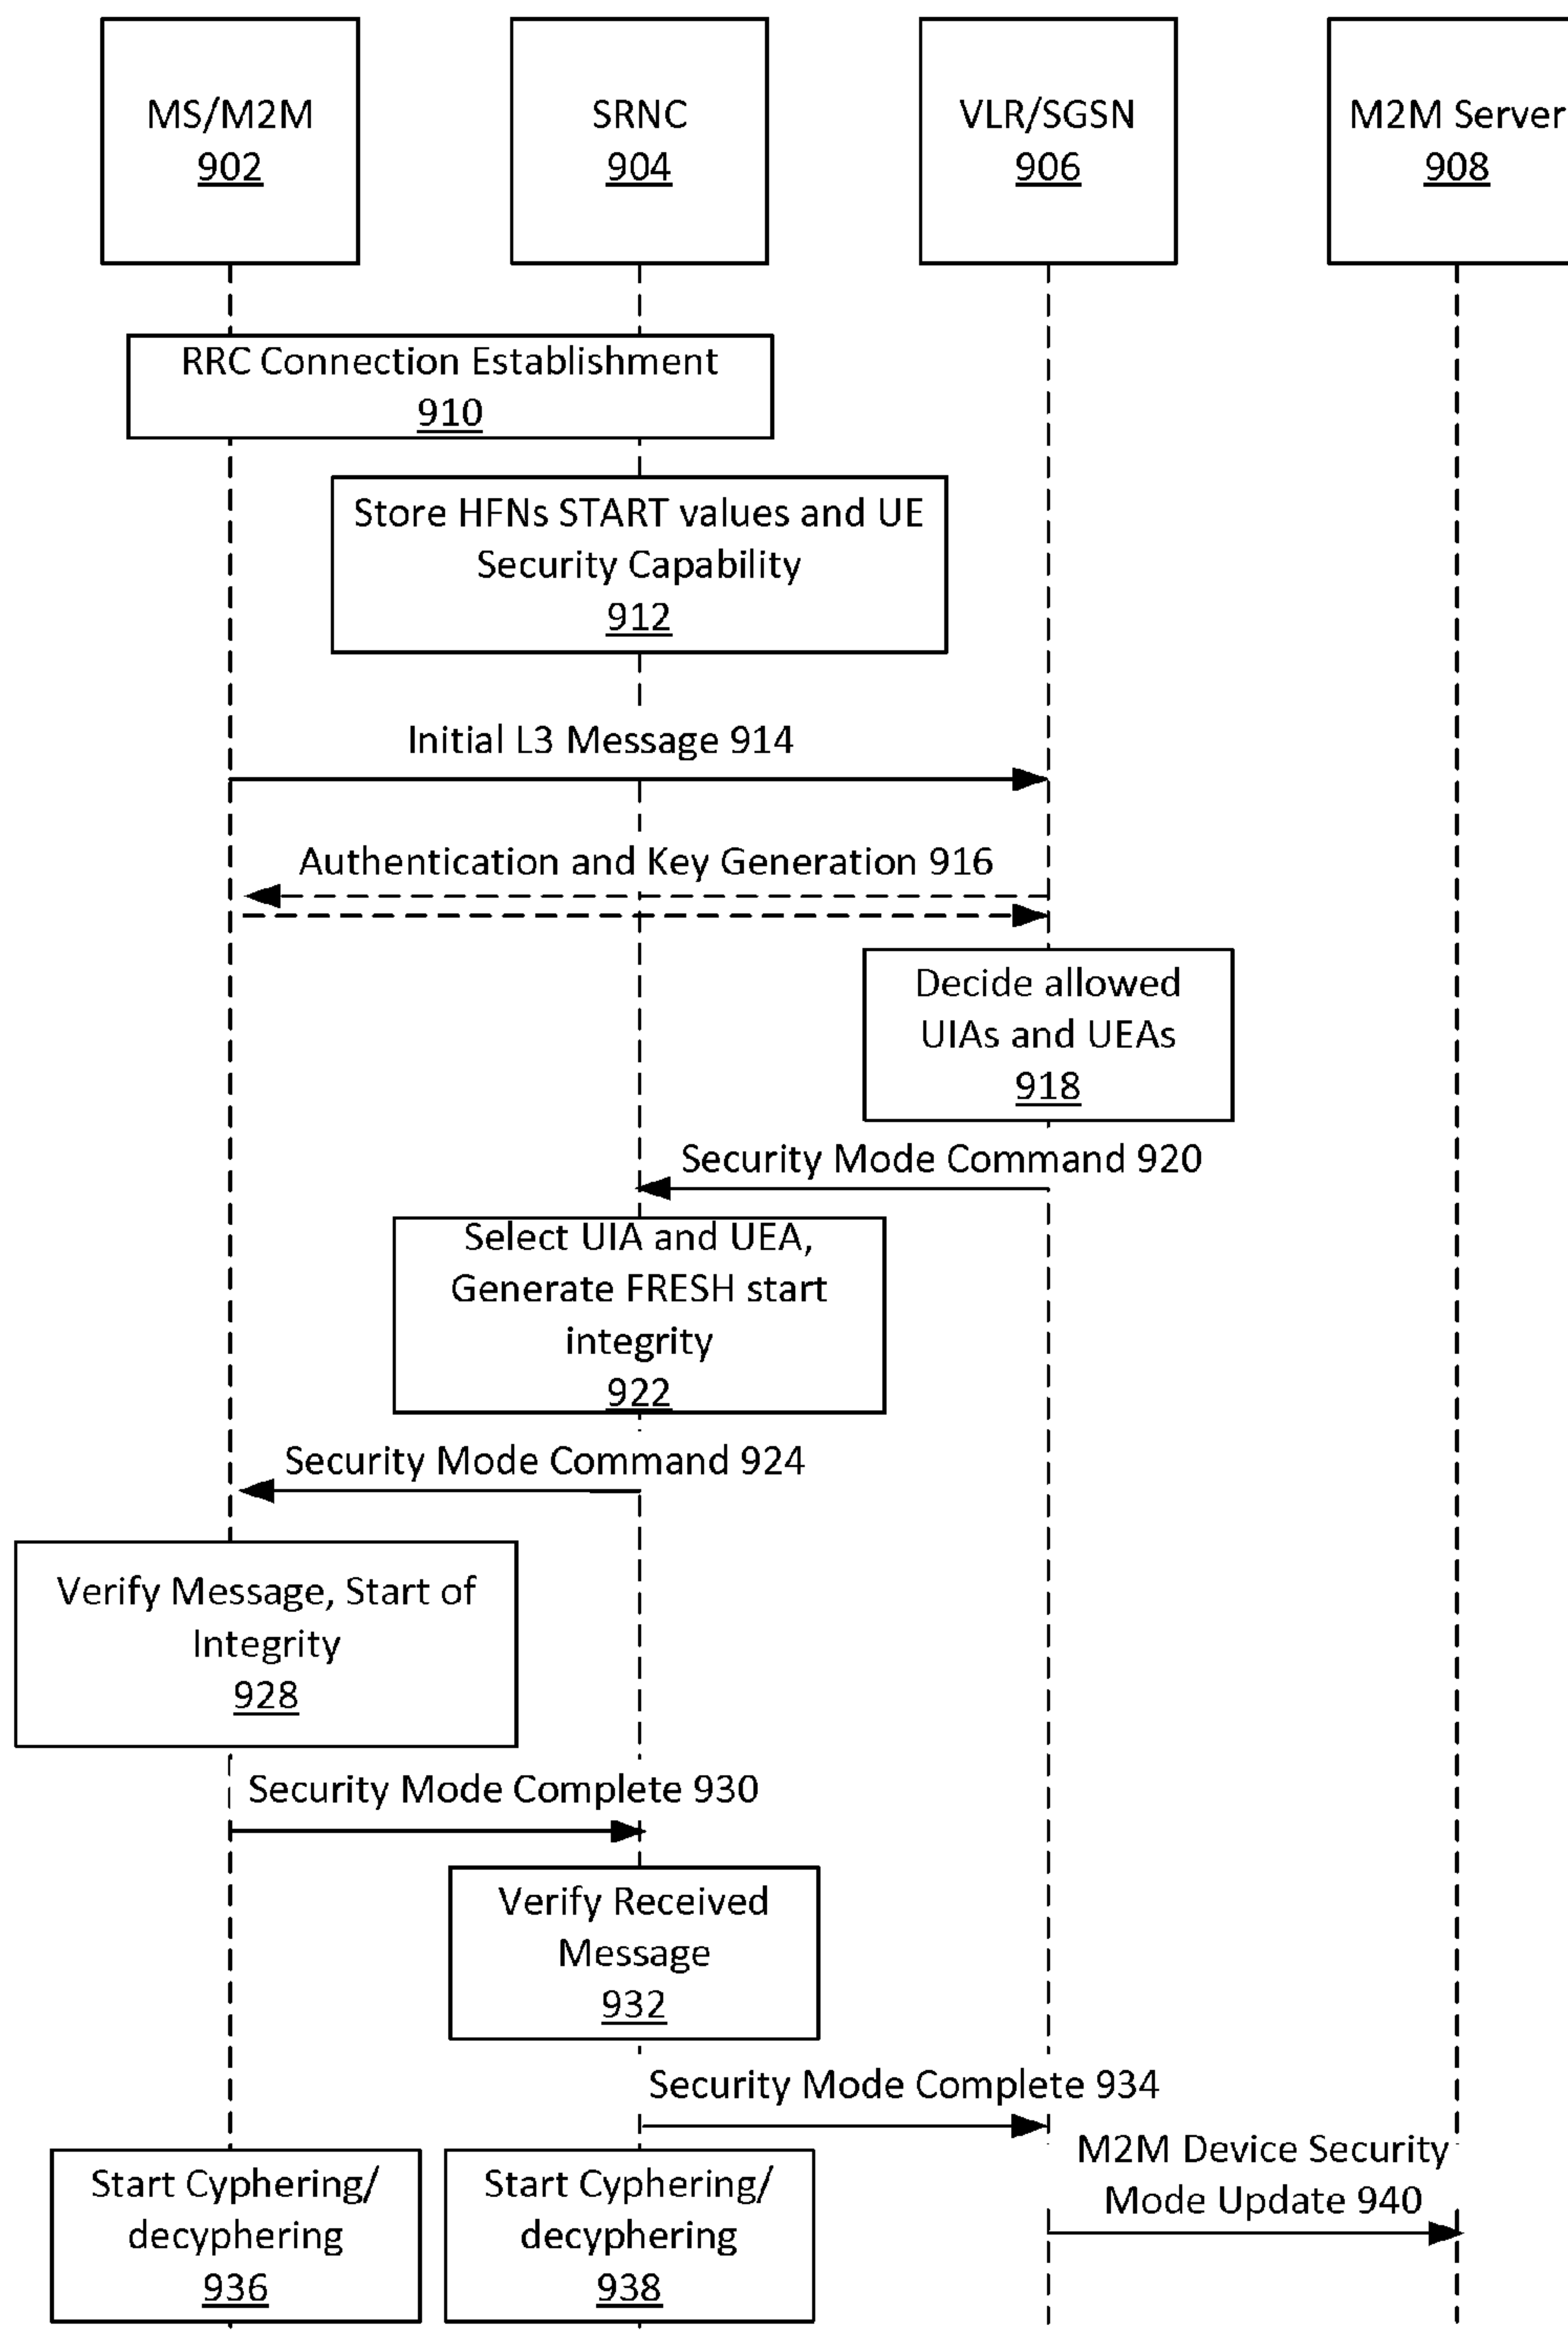 MS/M2M
902
SRNC
904
VLR/SGSN
906
M2M Server
908
RRC Connection Establishment
910
Store HFNs START values and UE
Security Capability
912
Initial L3 Message 914
Authentication and Key Generation 916
Decide allowed
UIAs and UEAs
918
Security Mode Command 920
Select UIA and UEA,
Generate FRESH start
integrity
922
Security Mode Command 924
Verify Message, Start of
Integrity
928
Security Mode Complete 930
Verify Received
Message
932
Security Mode Complete 934
M2M Device Security
Mode Update 940
Start Cyphering/
decyphering
936
Start Cyphering/
decyphering
938